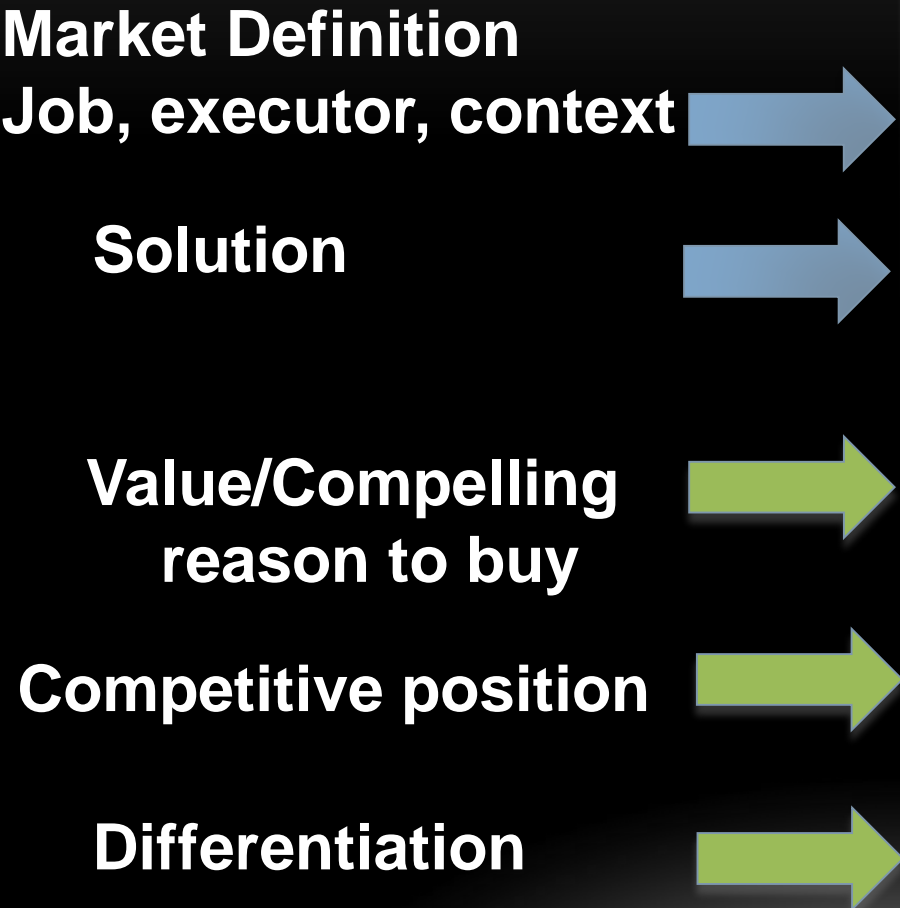 Market Definition
Job, executor, context
Solution
Value/Compelling
reason to buy
Competitive position
Differentiation